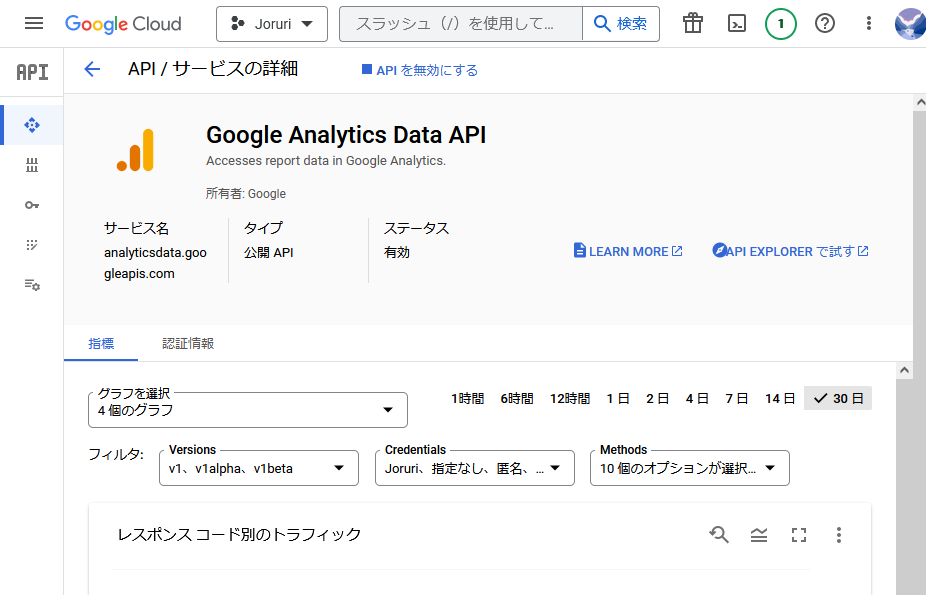 Google Cloud
Joruri
スラッシュ（/）を使用して...
検索
1
API
API / サービスの詳細
API を無効にする
Google Analytics Data API
Accesses report data in Google Analytics.
所有者: Google
サービス名
analyticsdata.goo
gleapis.com
タイプ
公開 API
ステータス
有効
LEARN MORE
API EXPLORER で試す
指標
認証情報
グラフを選択
4 個のグラフ
1時間 6時間 12時間 1 日 2 日 4 日 7 日 14 日 30 日
フィルタ:
Versions
v1、v1alpha、v1beta
Credentials
Joruri、指定なし、匿名、...
Methods
10 個のオプションが選択...
レスポンス コード別のトラフィック